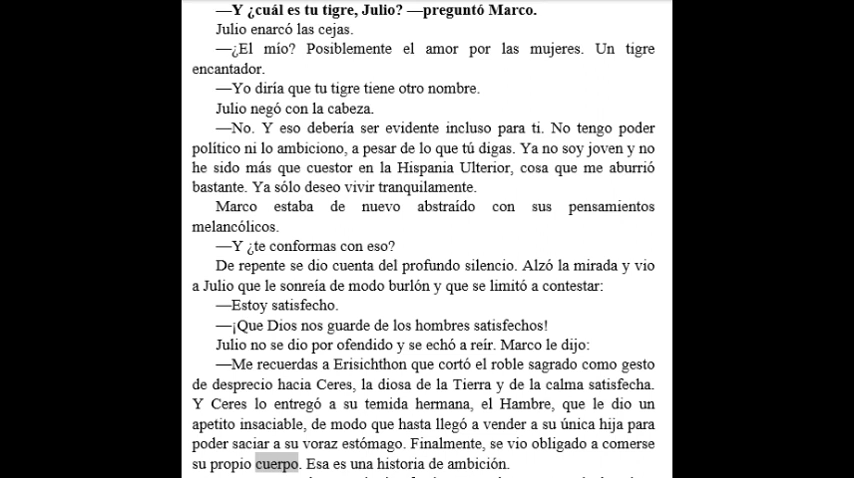 —Y ¿cuál es tu tigre, Julio? —preguntó Marco.
Julio enarcó las cejas.
—¿El mío? Posiblemente el amor por las mujeres. Un tigre
encantador.
—Yo diría que tu tigre tiene otro nombre.
Julio negó con la cabeza.
—No. Y eso debería ser evidente incluso para ti. No tengo poder
político ni lo ambiciono, a pesar de lo que tú digas. Ya no soy joven y no
he sido más que cuestor en la Hispania Ulterior, cosa que me aburrió
bastante. Ya sólo deseo vivir tranquilamente.
Marco estaba de nuevo abstraído con sus pensamientos
melancólicos.
—Y ¿te conformas con eso?
De repente se dio cuenta del profundo silencio. Alzó la mirada y vio
a Julio que le sonreía de modo burlón y que se limitó a contestar:
—Estoy satisfecho.
—¡Que Dios nos guarde de los hombres satisfechos!
Julio no se dio por ofendido y se echó a reír. Marco le dijo:
—Me recuerdas a Erisichthon que cortó el roble sagrado como gesto
de desprecio hacia Ceres, la diosa de la Tierra y de la calma satisfecha.
Y Ceres lo entregó a su temida hermana, el Hambre, que le dio un
apetito insaciable, de modo que hasta llegó a vender a su única hija para
poder saciar a su voraz estómago. Finalmente, se vio obligado a comerse
su propio cuerpo. Esa es una historia de ambición.